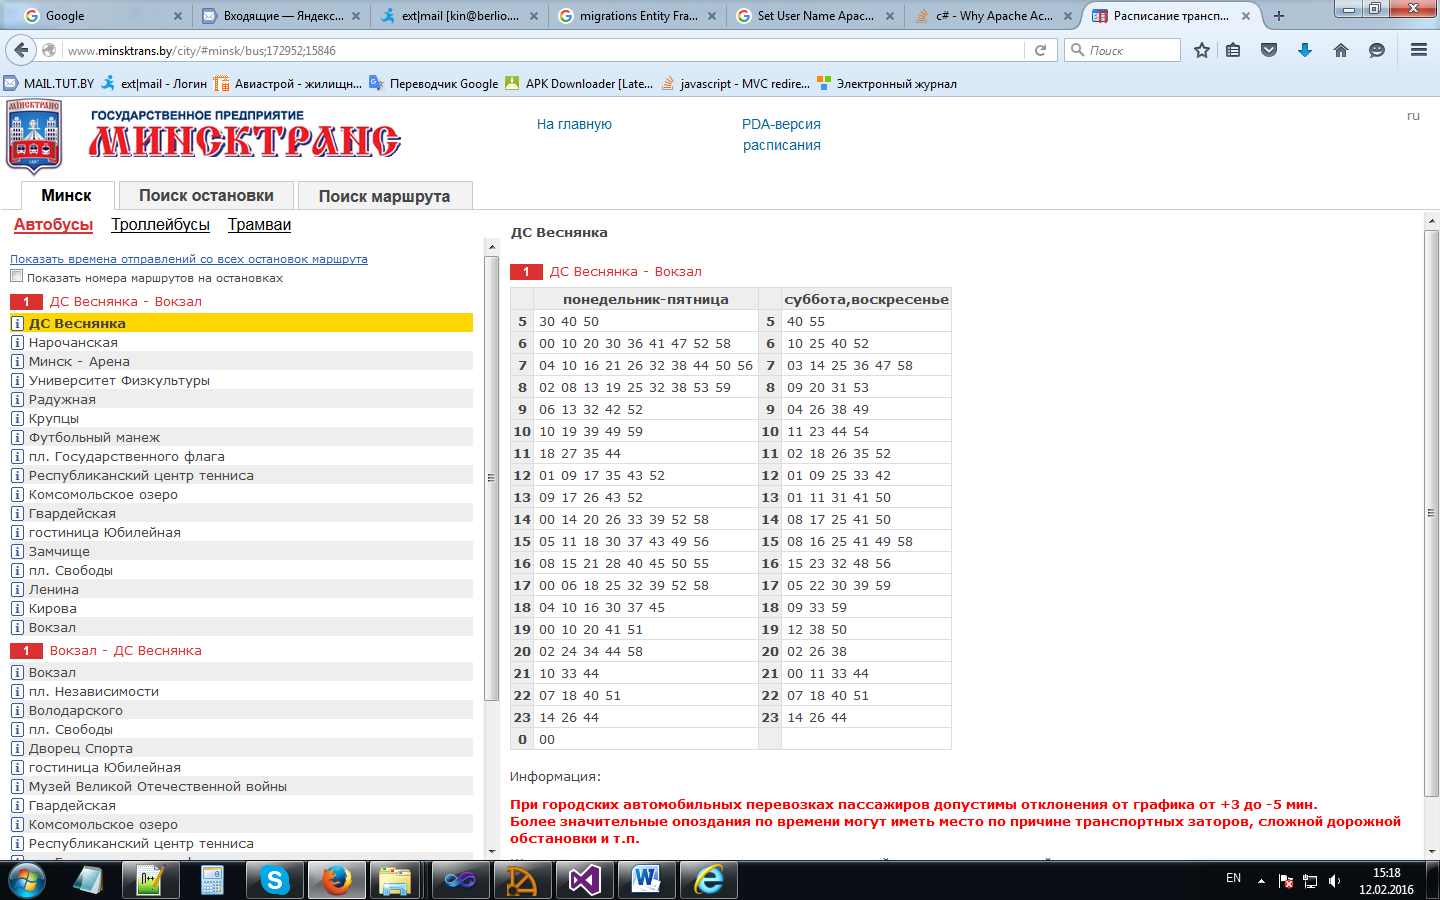 Google
Входящие — Яндекс...
ext|mail [kin@berlio....
migrations Entity Fra...
Set User Name Apac...
c# - Why Apache Ac...
Расписание трансп...
www.minsktrans.by/city/#minsk/bus;172952;15846
Поиск
MAIL.TUT.BY
ext|mail - Логин
Авиастрой - жилищн...
Переводчик Google
APK Downloader [Late...
javascript - MVC redire...
Электронный журнал
МІНСКТРАНС
ГОСУДАРСТВЕННОЕ ПРЕДПРИЯТИЕ
МИНСКТРАНС
На главную
PDA-версия
расписания
ru
Минск
Поиск остановки
Поиск маршрута
Автобусы Троллейбусы Трамваи
Показать времена отправлений со всех остановок маршрута
Показать номера маршрутов на остановках
1 ДС Веснянка - Вокзал
ДС Веснянка
Нарочанская
Минск - Арена
Университет Физкультуры
Радужная
Крупцы
Футбольный манеж
пл. Государственного флага
Республиканский центр тенниса
Комсомольское озеро
Гвардейская
гостиница Юбилейная
Замчище
пл. Свободы
Ленина
Кирова
Вокзал
1 Вокзал - ДС Веснянка
Вокзал
пл. Независимости
Володарского
пл. Свободы
Дворец Спорта
гостиница Юбилейная
Музей Великой Отечественной войны
Гвардейская
Комсомольское озеро
Республиканский центр тенниса
ДС Веснянка
1 ДС Веснянка - Вокзал
понедельник-пятница суббота,воскресенье
5 30 40 50 5 40 55
6 00 10 20 30 36 41 47 52 58 6 10 25 40 52
7 04 10 16 21 26 32 38 44 50 56 7 03 14 25 36 47 58
8 02 08 13 19 25 32 38 53 59 8 09 20 31 53
9 06 13 32 42 52 9 04 26 38 49
10 10 19 39 49 59 10 11 23 44 54
11 18 27 35 44 11 02 18 26 35 52
12 01 09 17 35 43 52 12 01 09 25 33 42
13 09 17 26 43 52 13 01 11 31 41 50
14 00 14 20 26 33 39 52 58 14 08 17 25 41 50
15 05 11 18 30 37 43 49 56 15 08 16 25 41 49 58
16 08 15 21 28 40 45 50 55 16 15 23 32 48 56
17 00 06 18 25 32 39 52 58 17 05 22 30 39 59
18 04 10 16 30 37 45 18 09 33 59
19 00 10 20 41 51 19 12 38 50
20 02 24 34 44 58 20 02 26 38
21 10 33 44 21 00 11 33 44
22 07 18 40 51 22 07 18 40 51
23 14 26 44 23 14 26 44
0 00
Информация:
При городских автомобильных перевозках пассажиров допустимы отклонения от графика от +3 до -5 мин.
Более значительные опоздания по времени могут иметь место по причине транспортных заторов, сложной дорожной
обстановки и т.п.
EN
15:18
12.02.2016